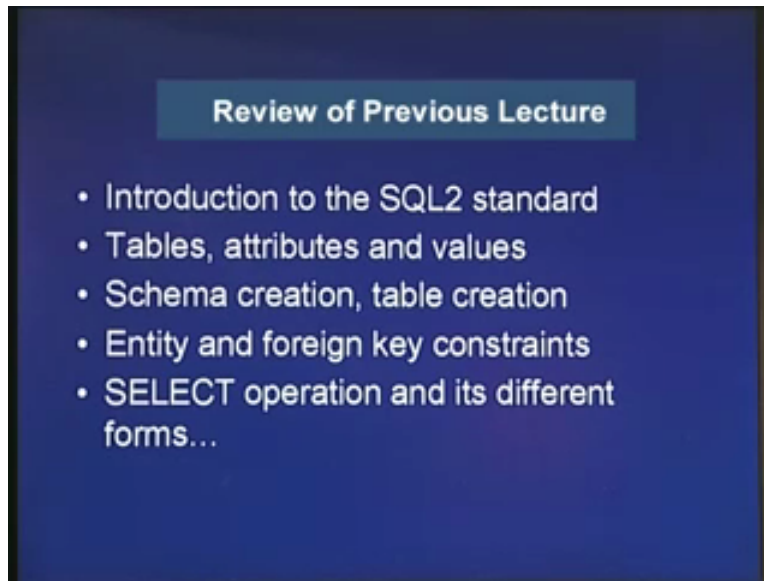 Review of Previous Lecture
• Introduction to the SQL2 standard
• Tables, attributes and values
• Schema creation, table creation
• Entity and foreign key constraints
• SELECT operation and its different
forms...